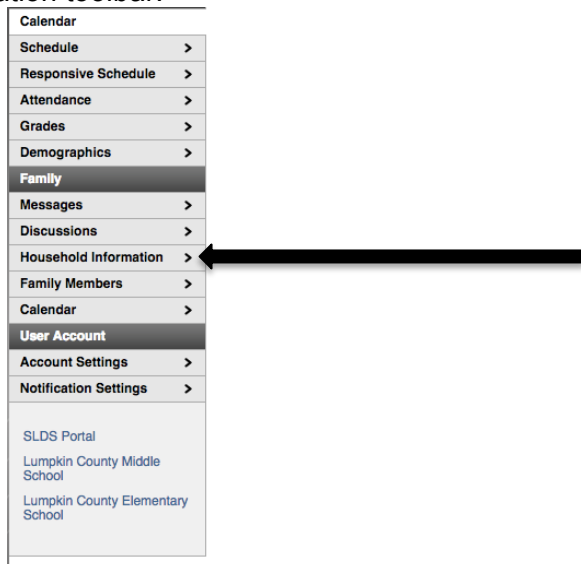 Calendar
Schedule >
Responsive Schedule >
Attendance >
Grades >
Demographics >
Family
Messages >
Discussions >
Household Information >
Family Members >
Calendar >
User Account
Account Settings >
Notification Settings >
SLDS Portal
Lumpkin County Middle
School
Lumpkin County Elementary
School